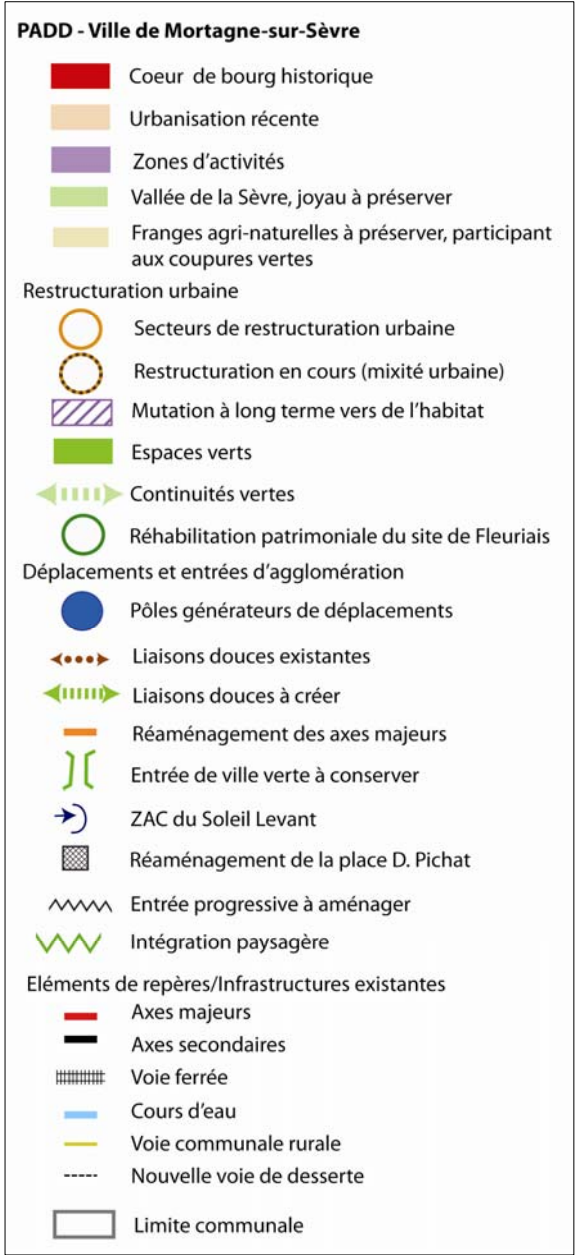 PADD - Ville de Mortagne-sur-Sèvre
Coeur de bourg historique
Urbanisation récente
Zones d'activités
Vallée de la Sèvre, joyau à préserver
Franges agri-naturelles à préserver, participant
aux coupures vertes
Restructuration urbaine
Secteurs de restructuration urbaine
Restructuration en cours (mixité urbaine)
Mutation à long terme vers de l'habitat
Espaces verts
Continuités vertes
Réhabilitation patrimoniale du site de Fleuriais
Déplacements et entrées d'agglomération
Pôles générateurs de déplacements
Liaisons douces existantes
Liaisons douces à créer
Réaménagement des axes majeurs
Entrée de ville verte à conserver
ZAC du Soleil Levant
Réaménagement de la place D. Pichat
Entrée progressive à aménager
Intégration paysagère
Eléments de repères/Infrastructures existantes
Axes majeurs
Axes secondaires
Voie ferrée
Cours d'eau
Voie communale rurale
Nouvelle voie de desserte
Limite communale